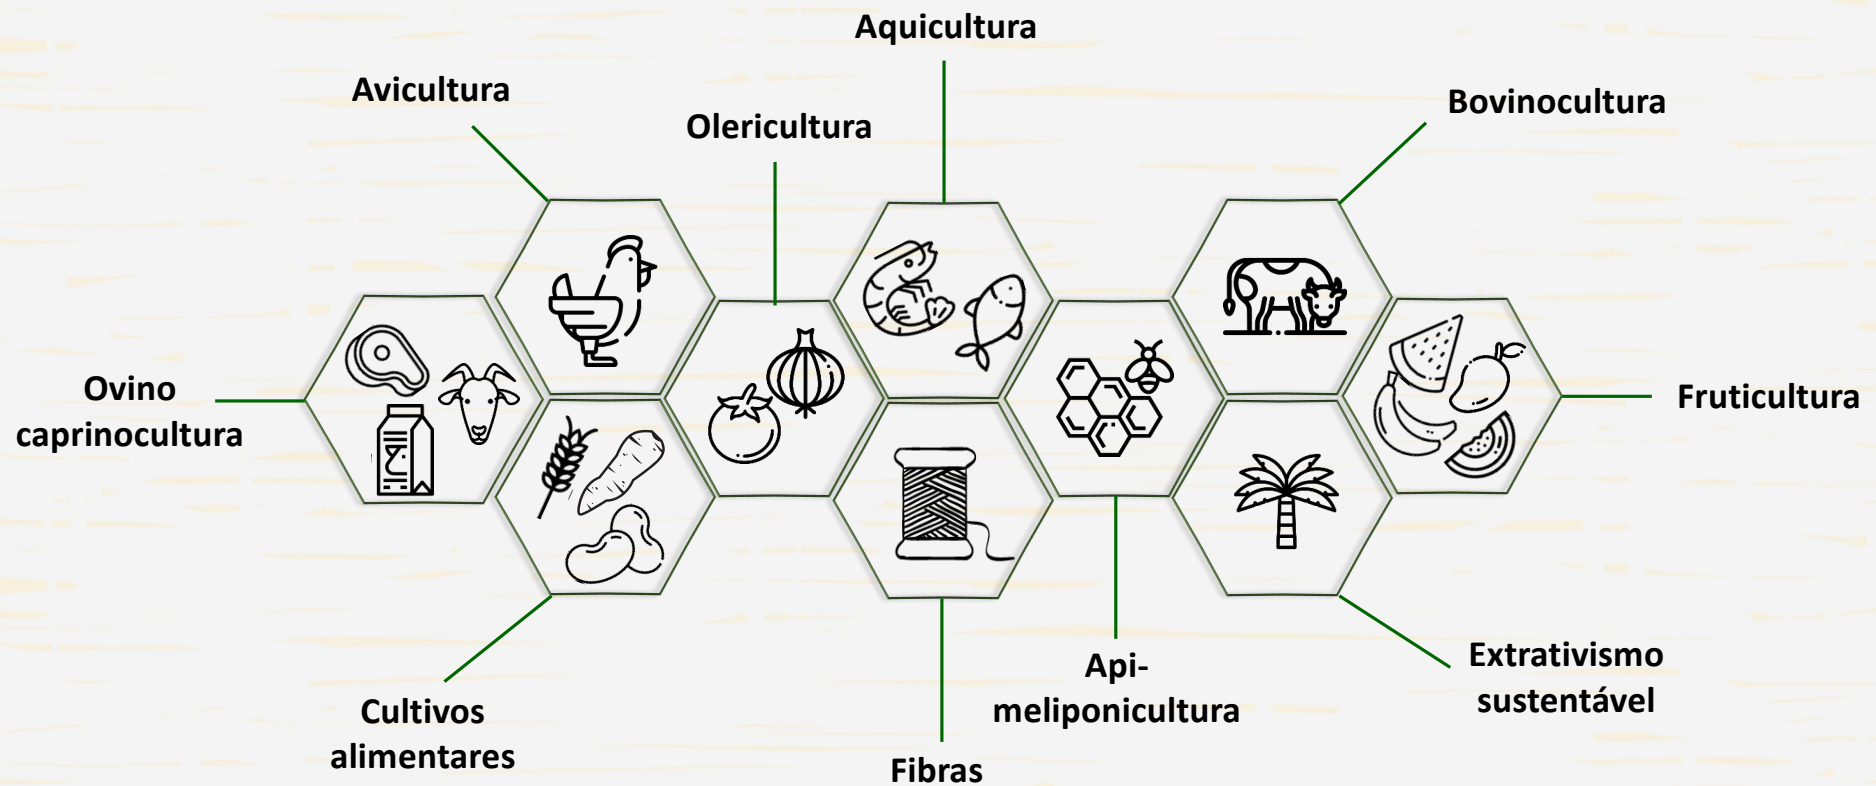 Aquicultura
Avicultura
Olericultura
Bovinocultura
Ovino
caprinocultura
Fruticultura
Cultivos
alimentares
Fibras
Api-
meliponicultura
Extrativismo
sustentável